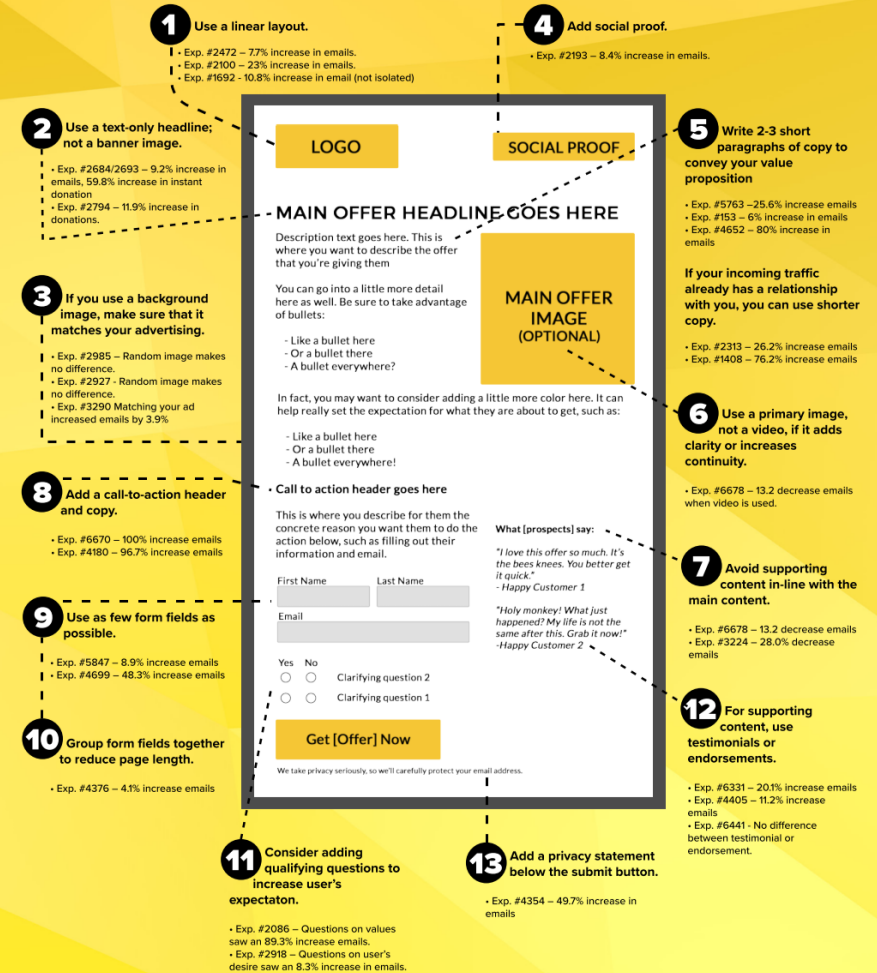 1 Use a linear layout.
• Exp. #2472 – 7.7% increase in emails.
• Exp. #2100 – 23% increase in emails.
• Exp. #1692 - 10.8% increase in email (not isolated)
4 Add social proof.
• Exp. #2193 – 8.4% increase in emails.
2 Use a text-only headline;
not a banner image.
• Exp. #2684/2693 – 9.2% increase in
emails, 59.8% increase in instant
donation
• Exp. #2794 – 11.9% increase in
donations.
3 If you use a background
image, make sure that it
matches your advertising.
• Exp. #2985 – Random image makes
no difference.
• Exp. #2927 - Random image makes
no difference.
• Exp. #3290 Matching your ad
increased emails by 3.9%
8 Add a call-to-action header
and copy.
• Exp. #6670 – 100% increase emails
• Exp. #4180 – 96.7% increase emails
9 Use as few form fields as
possible.
• Exp. #5847 – 8.9% increase emails
• Exp. #4699 – 48.3% increase emails
10 Group form fields together
to reduce page length.
• Exp. #4376 – 4.1% increase emails
LOGO
SOCIAL PROOF
MAIN OFFER HEADLINE GOES HERE
Description text goes here. This is
where you want to describe the offer
that you're giving them
You can go into a little more detail
here as well. Be sure to take advantage
of bullets:
- Like a bullet here
- Or a bullet there
- A bullet everywhere?
MAIN OFFER
IMAGE
(OPTIONAL)
In fact, you may want to consider adding a little more color here. It can
help really set the expectation for what they are about to get, such as:
- Like a bullet here
- Or a bullet there
- A bullet everywhere!
Call to action header goes here
This is where you describe for them the
concrete reason you want them to do the
action below, such as filling out their
information and email.
First Name Last Name
Email
Yes No
Clarifying question 2
Clarifying question 1
Get [Offer] Now
We take privacy seriously, so we'll carefully protect your email address.
What [prospects] say:
"I love this offer so much. It's
the bees knees. You better get
it quick."
- Happy Customer 1
"Holy monkey! What just
happened? My life is not the
same after this. Grab it now!"
-Happy Customer 2
5 Write 2-3 short
paragraphs of copy to
convey your value
proposition
• Exp. #5763 –25.6% increase emails
• Exp. #153 – 6% increase in emails
• Exp. #4652 – 80% increase in
emails
If your incoming traffic
already has a relationship
with you, you can use shorter
copy.
• Exp. #2313 – 26.2% increase emails
• Exp. #1408 – 76.2% increase emails
6 Use a primary image,
not a video, if it adds
clarity or increases
continuity.
• Exp. #6678 – 13.2 decrease emails
when video is used.
7 Avoid supporting
content in-line with the
main content.
• Exp. #6678 – 13.2 decrease emails
• Exp. #3224 – 28.0% decrease
emails
12 For supporting
content, use
testimonials or
endorsements.
• Exp. #6331 – 20.1% increase emails
• Exp. #4405 – 11.2% increase
emails
• Exp. #6441 - No difference
between testimonial or
endorsement.
11 Consider adding
qualifying questions to
increase user's
expectaton.
• Exp. #2086 – Questions on values
saw an 89.3% increase emails.
• Exp. #2918 – Questions on user's
desire saw an 8.3% increase in emails.
13 Add a privacy statement
below the submit button.
• Exp. #4354 – 49.7% increase in
emails